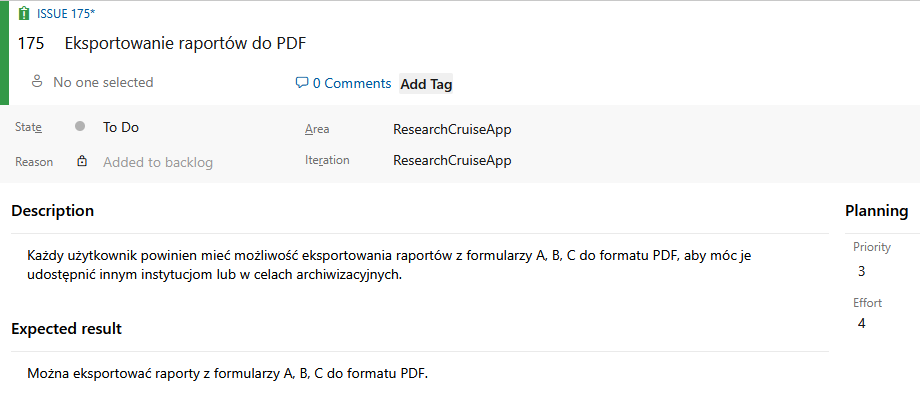 ISSUE 175*
175 Eksportowanie raportów do PDF
No one selected 0 Comments Add Tag
State To Do Area ResearchCruiseApp
Reason Added to backlog Iteration ResearchCruiseApp
Description
Każdy użytkownik powinien mieć możliwość eksportowania raportów z formularzy A, B, C do formatu PDF, aby móc je
udostępnić innym instytucjom lub w celach archiwizacyjnych.
Expected result
Można eksportować raporty z formularzy A, B, C do formatu PDF.
Planning
Priority
3
Effort
4